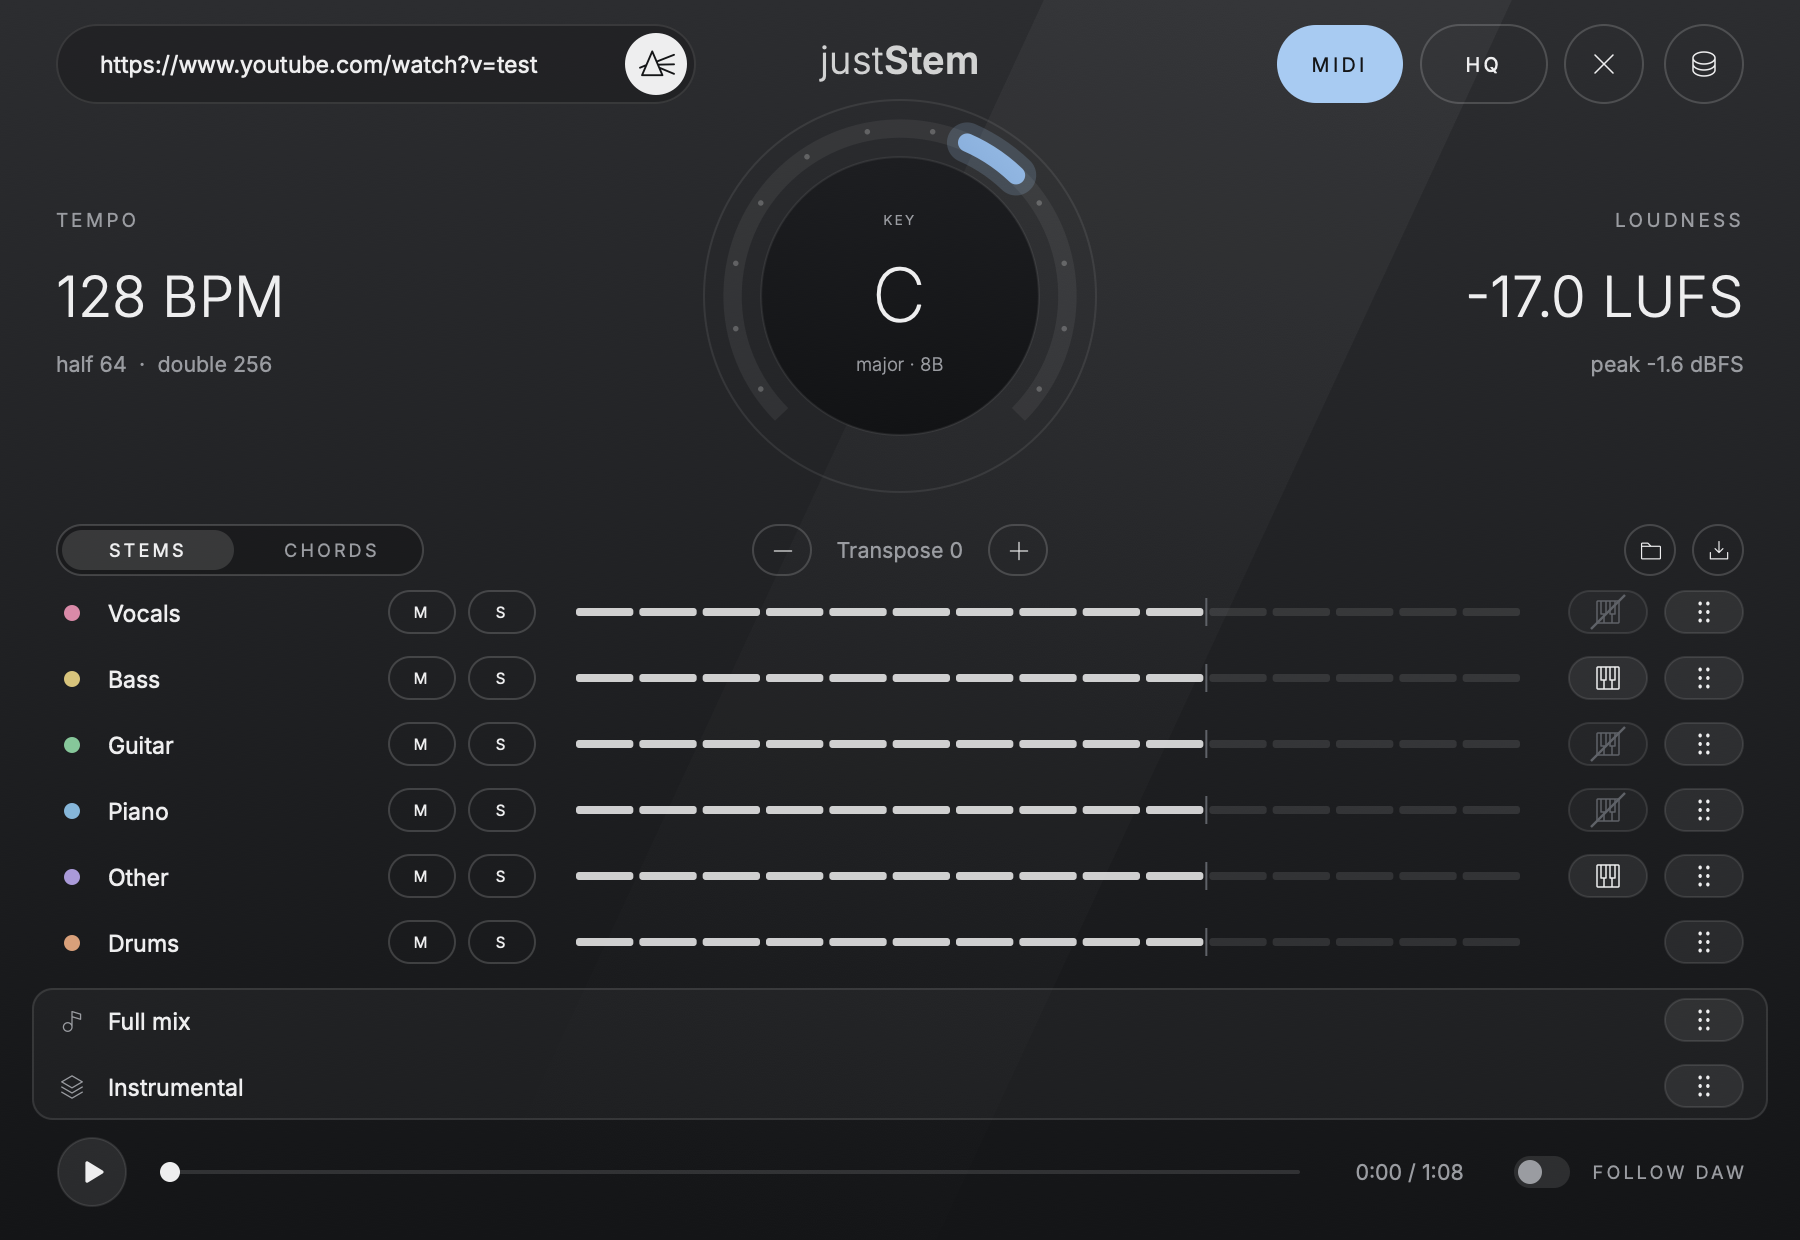 https://www.youtube.com/watch?v=test
justStem
MIDI
HQ
TEMPO
128 BPM
half 64 · double 256
KEY
C
major · 8B
LOUDNESS
-17.0 LUFS
peak -1.6 dBFS
STEMS
CHORDS
Transpose 0
Vocals M S
Bass M S
Guitar M S
Piano M S
Other M S
Drums M S
Full mix
Instrumental
0:00 / 1:08
FOLLOW DAW